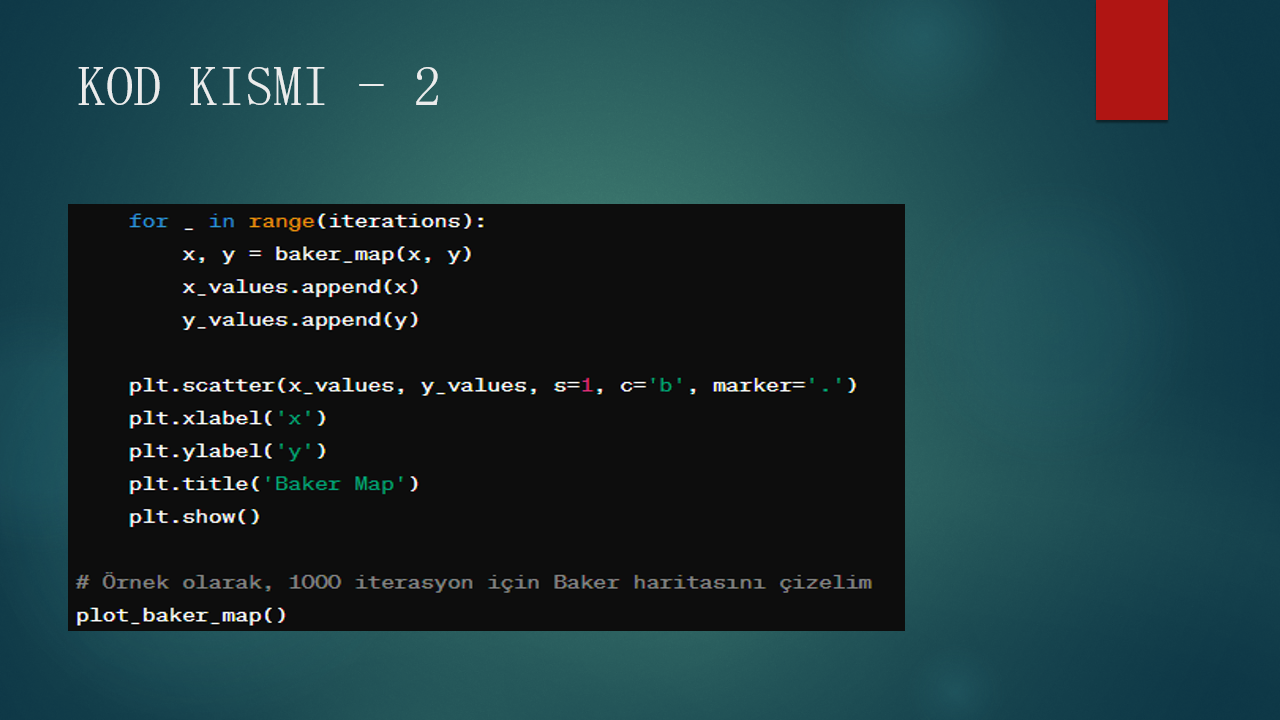 KOD KISMI - 2
for _ in range(iterations):
x, y = baker_map(x, y)
x_values.append(x)
y_values.append(y)
plt.scatter(x_values, y_values, s=1, c='b', marker='.')
plt.xlabel('x')
plt.ylabel('y')
plt.title('Baker Map')
plt.show()
# Örnek olarak, 1000 iterasyon için Baker haritasını çizelim
plot_baker_map()